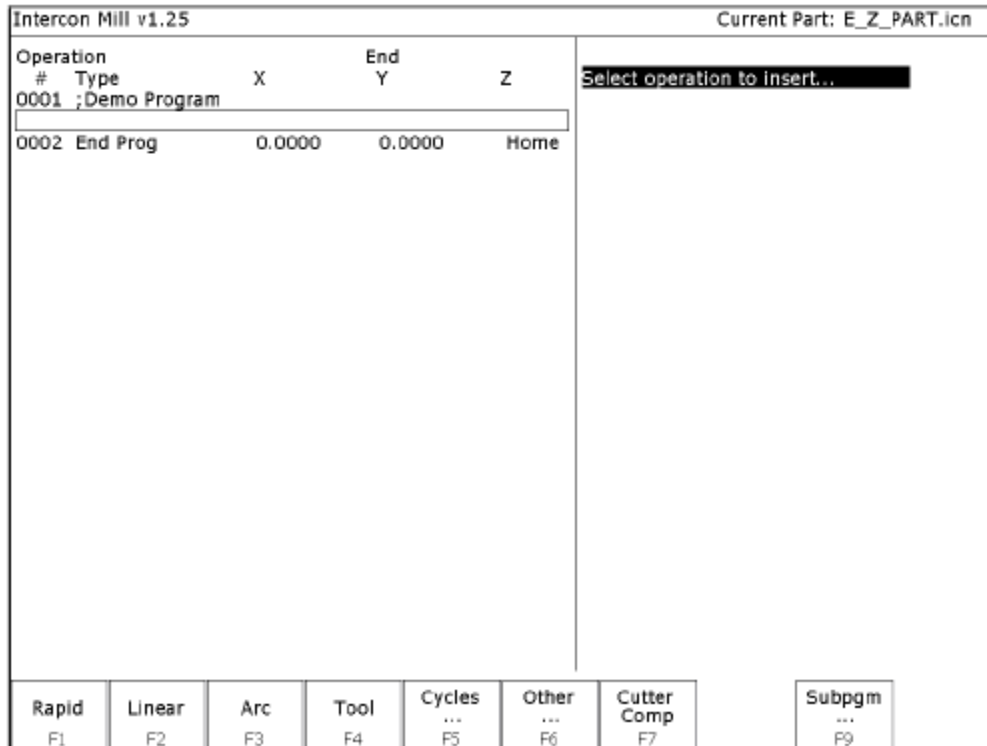 Intercon Mill v1.25 Current Part: E_Z_PART.icn
Operation End
# Type X Y Z
0001 ;Demo Program
0002 End Prog 0.0000 0.0000 Home
Select operation to insert...
Rapid F1
Linear F2
Arc F3
Tool F4
Cycles ... F5
Other ... F6
Cutter Comp F7
Subpgm ... F9